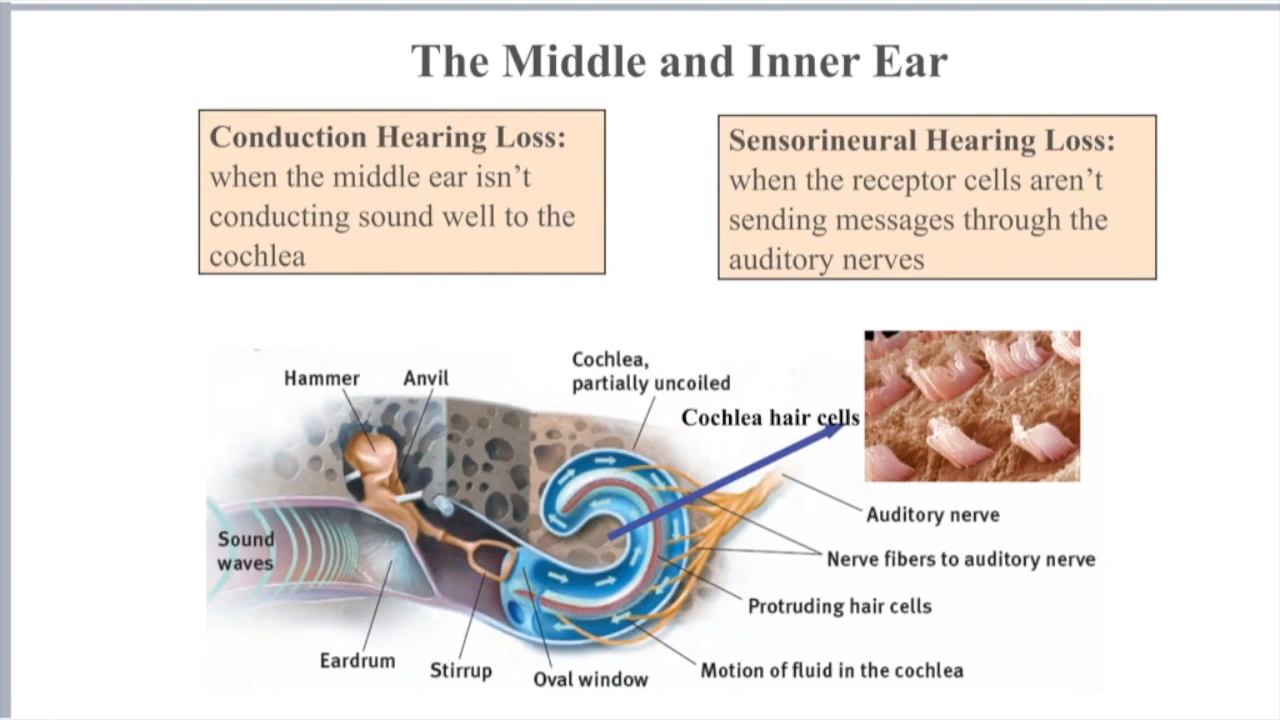 The Middle and Inner Ear
Conduction Hearing Loss:
when the middle ear isn’t
conducting sound well to the
cochlea
Sensorineural Hearing Loss:
when the receptor cells aren’t
sending messages through the
auditory nerves
Cochlea,
partially uncoiled
Hammer
Anvil
Cochlea hair cells
Auditory nerve
Sound
waves
Nerve fibers to auditory nerve
Protruding hair cells
Eardrum
Stirrup
Oval window
Motion of fluid in the cochlea